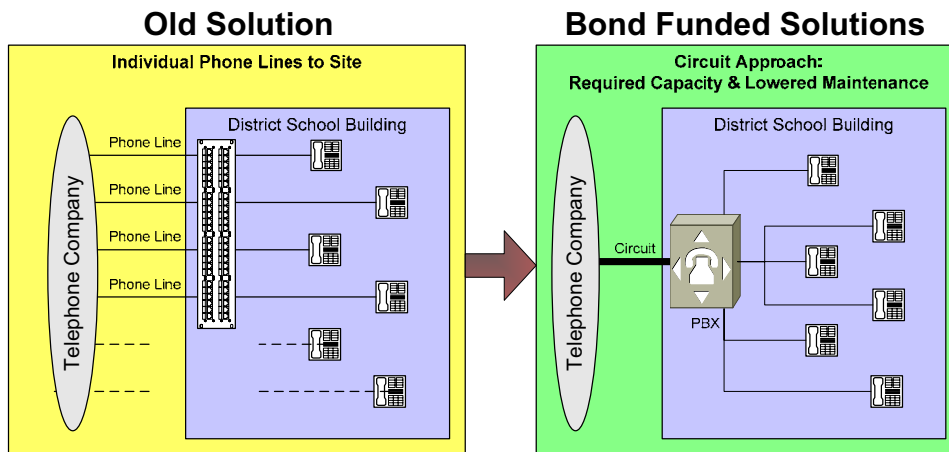 Old Solution
Individual Phone Lines to Site
District School Building
Telephone Company
Phone Line
Phone Line
Phone Line
Phone Line
Bond Funded Solutions
Circuit Approach:
Required Capacity & Lowered Maintenance
District School Building
Telephone Company
Circuit
PBX